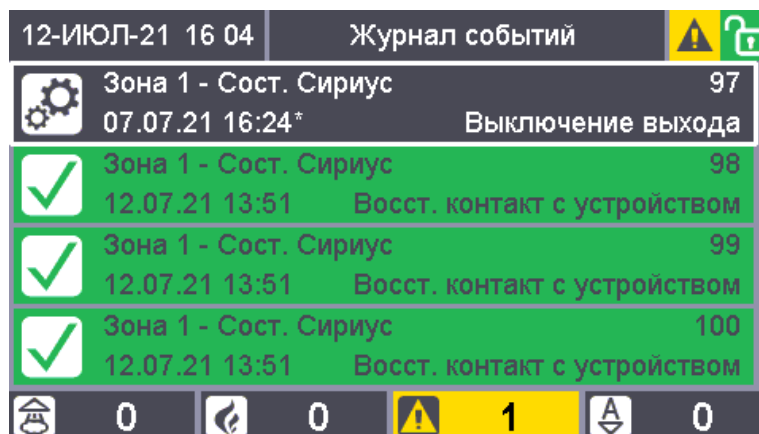 12-ИЮЛ-21 16 04 Журнал событий
Зона 1 - Сост. Сириус 97
07.07.21 16:24* Выключение выхода
Зона 1 - Сост. Сириус 98
12.07.21 13:51 Восст. контакт с устройством
Зона 1 - Сост. Сириус 99
12.07.21 13:51 Восст. контакт с устройством
Зона 1 - Сост. Сириус 100
12.07.21 13:51 Восст. контакт с устройством
0 0 1 A 0